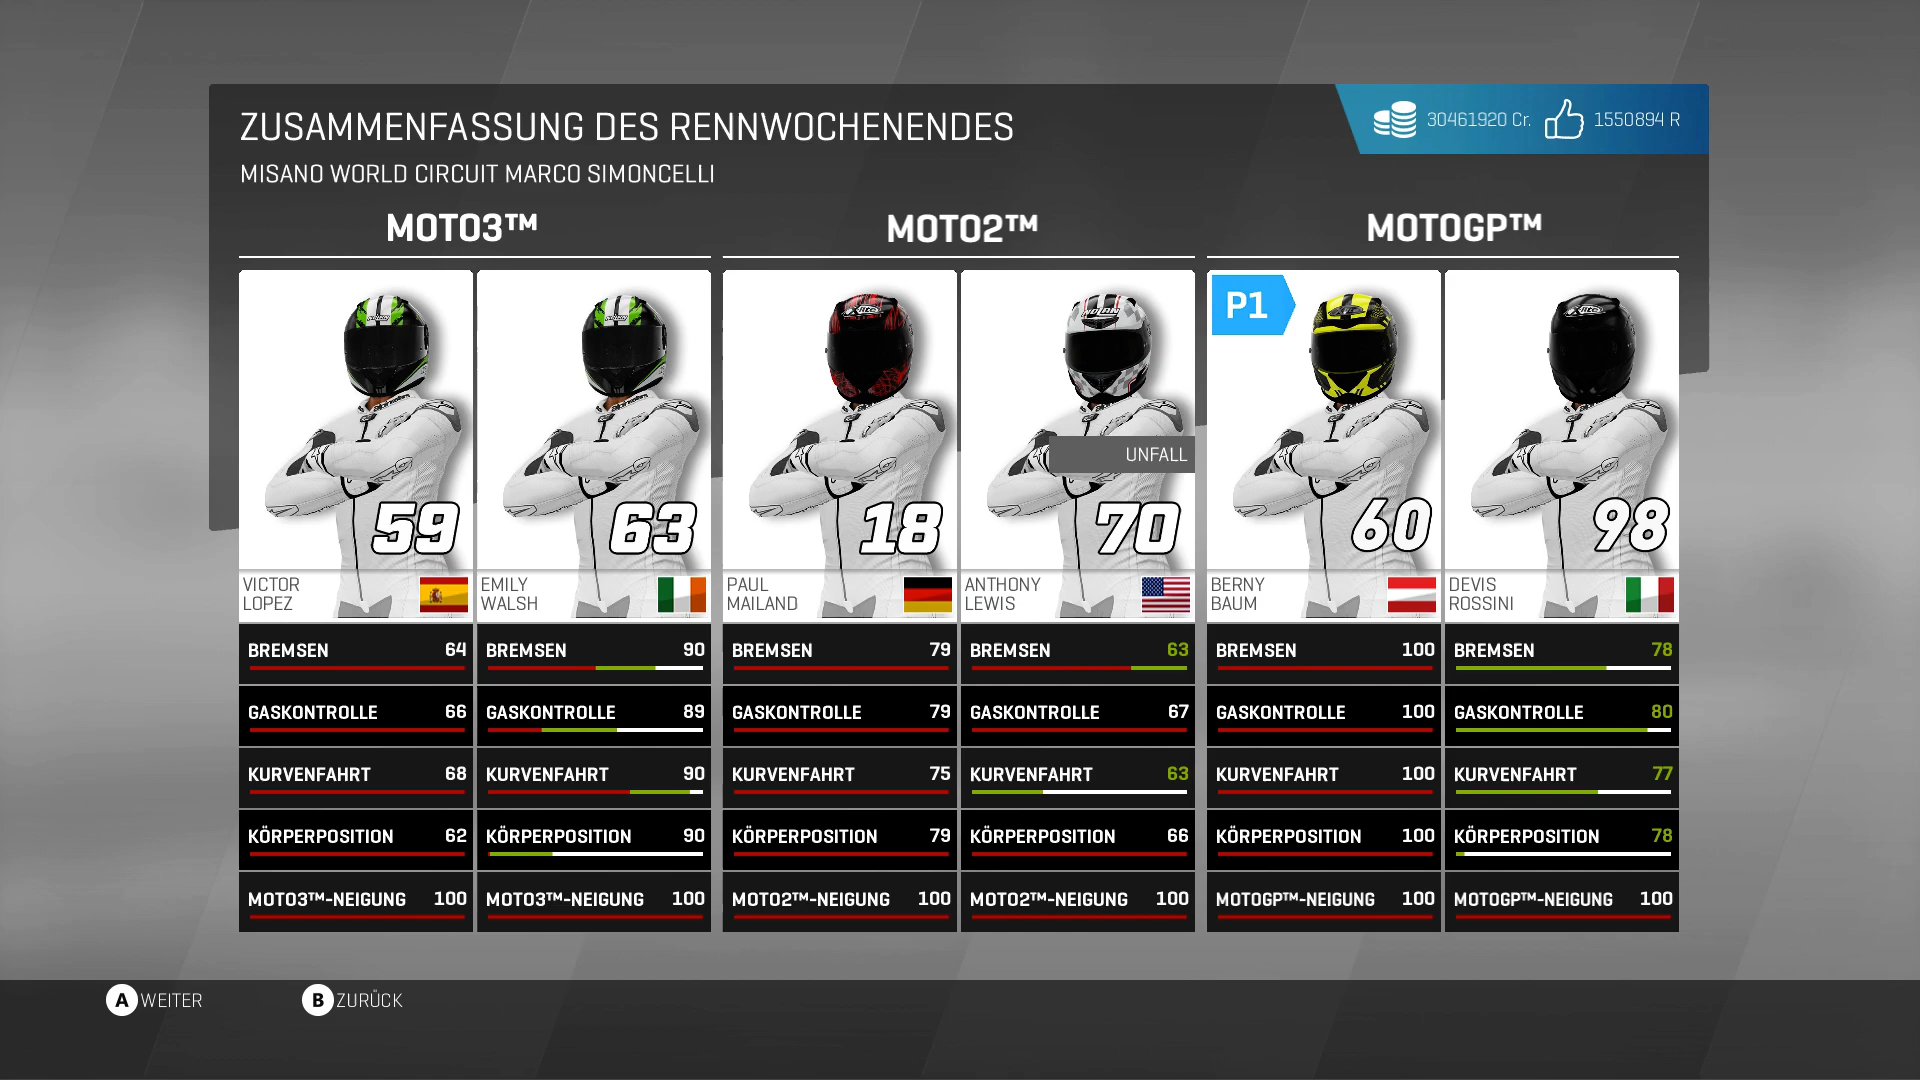 ZUSAMMENFASSUNG DES RENNWOCHENENDES
30461920 Cr.
1550894 R
MISANO WORLD CIRCUIT MARCO SIMONCELLI
MOTO3™
MOTO2™
MOTOGP™
P1
UNFALL
59
63
18
70
60
98
VICTOR
LOPEZ
EMILY
WALSH
PAUL
MAILAND
ANTHONY
LEWIS
BERNY
BAUM
DEVIS
ROSSINI
BREMSEN 64
BREMSEN 90
BREMSEN 79
BREMSEN 63
BREMSEN 100
BREMSEN 78
GASKONTROLLE 66
GASKONTROLLE 89
GASKONTROLLE 79
GASKONTROLLE 67
GASKONTROLLE 100
GASKONTROLLE 80
KURVENFAHRT 68
KURVENFAHRT 90
KURVENFAHRT 75
KURVENFAHRT 63
KURVENFAHRT 100
KURVENFAHRT 77
KÖRPERPOSITION 62
KÖRPERPOSITION 90
KÖRPERPOSITION 79
KÖRPERPOSITION 66
KÖRPERPOSITION 100
KÖRPERPOSITION 78
MOTO3™-NEIGUNG 100
MOTO3™-NEIGUNG 100
MOTO2™-NEIGUNG 100
MOTO2™-NEIGUNG 100
MOTOGP™-NEIGUNG 100
MOTOGP™-NEIGUNG 100
A WEITER
B ZURÜCK